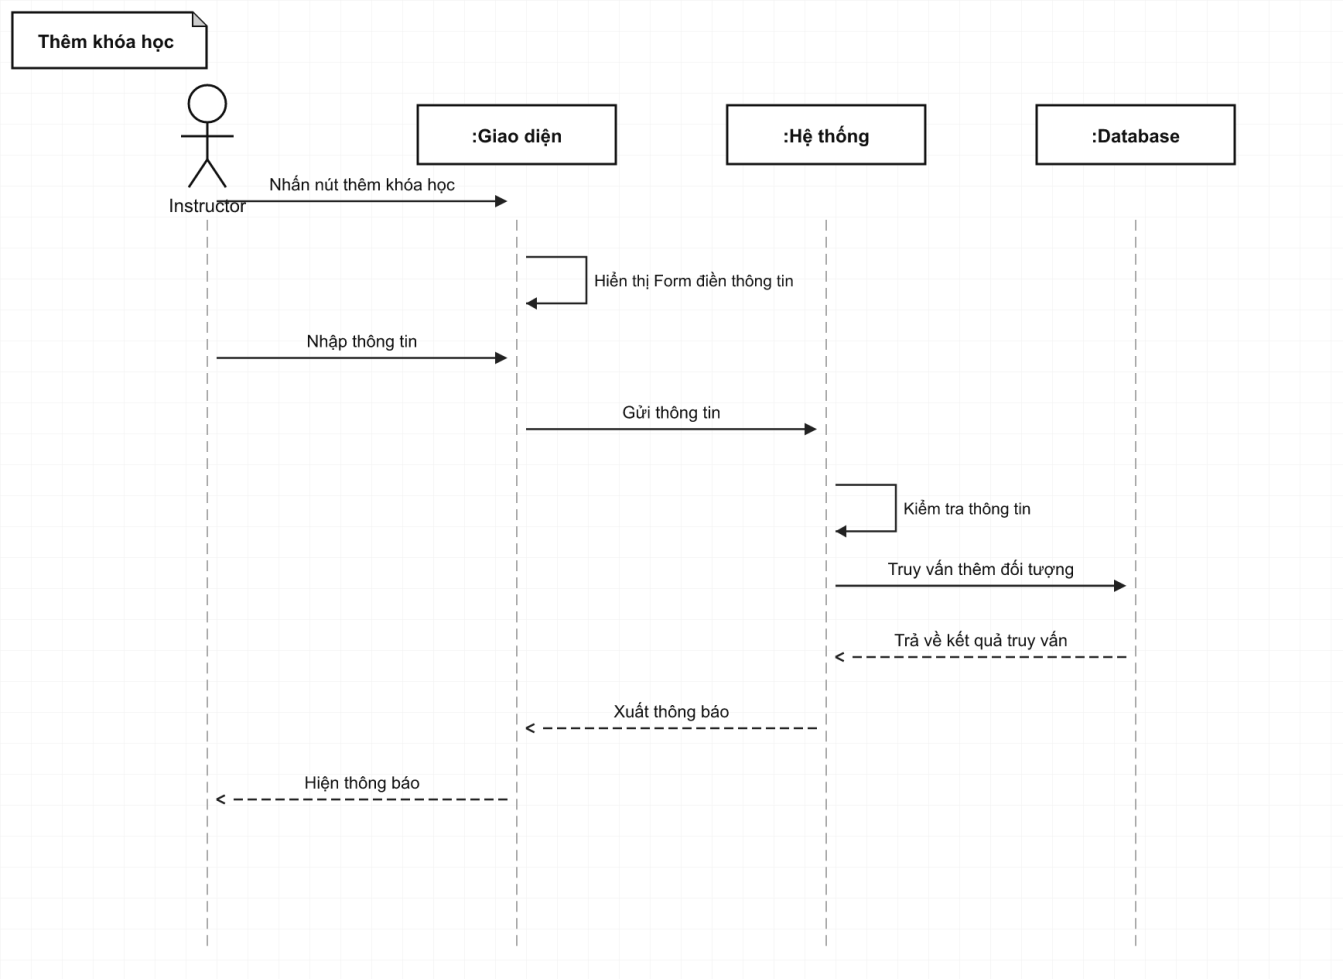 Thêm khóa học
:Giao diện
:Hệ thống
:Database
Instructor
Nhấn nút thêm khóa học
Hiển thị Form điền thông tin
Nhập thông tin
Gửi thông tin
Kiểm tra thông tin
Truy vấn thêm đối tượng
Trả về kết quả truy vấn
Xuất thông báo
Hiện thông báo